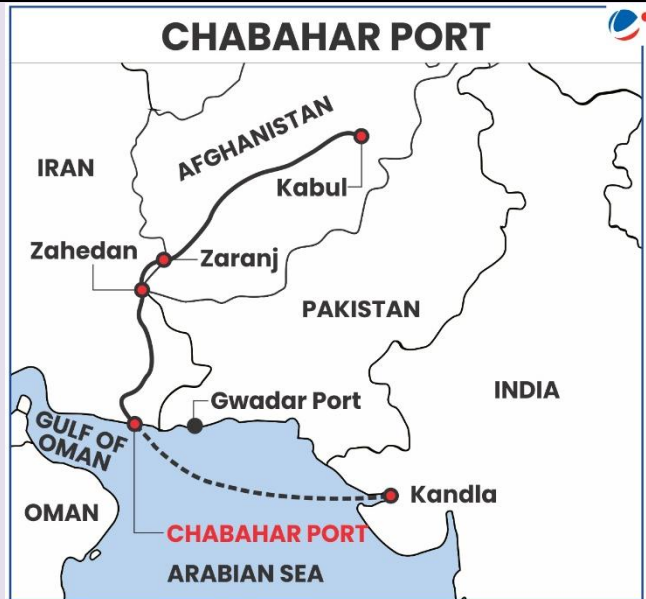 CHABAHAR PORT
AFGHANISTAN
IRAN
Kabul
Zahedan
Zaranj
PAKISTAN
INDIA
Gwadar Port
GULF OF
OMAN
Kandla
OMAN
CHABAHAR PORT
ARABIAN SEA